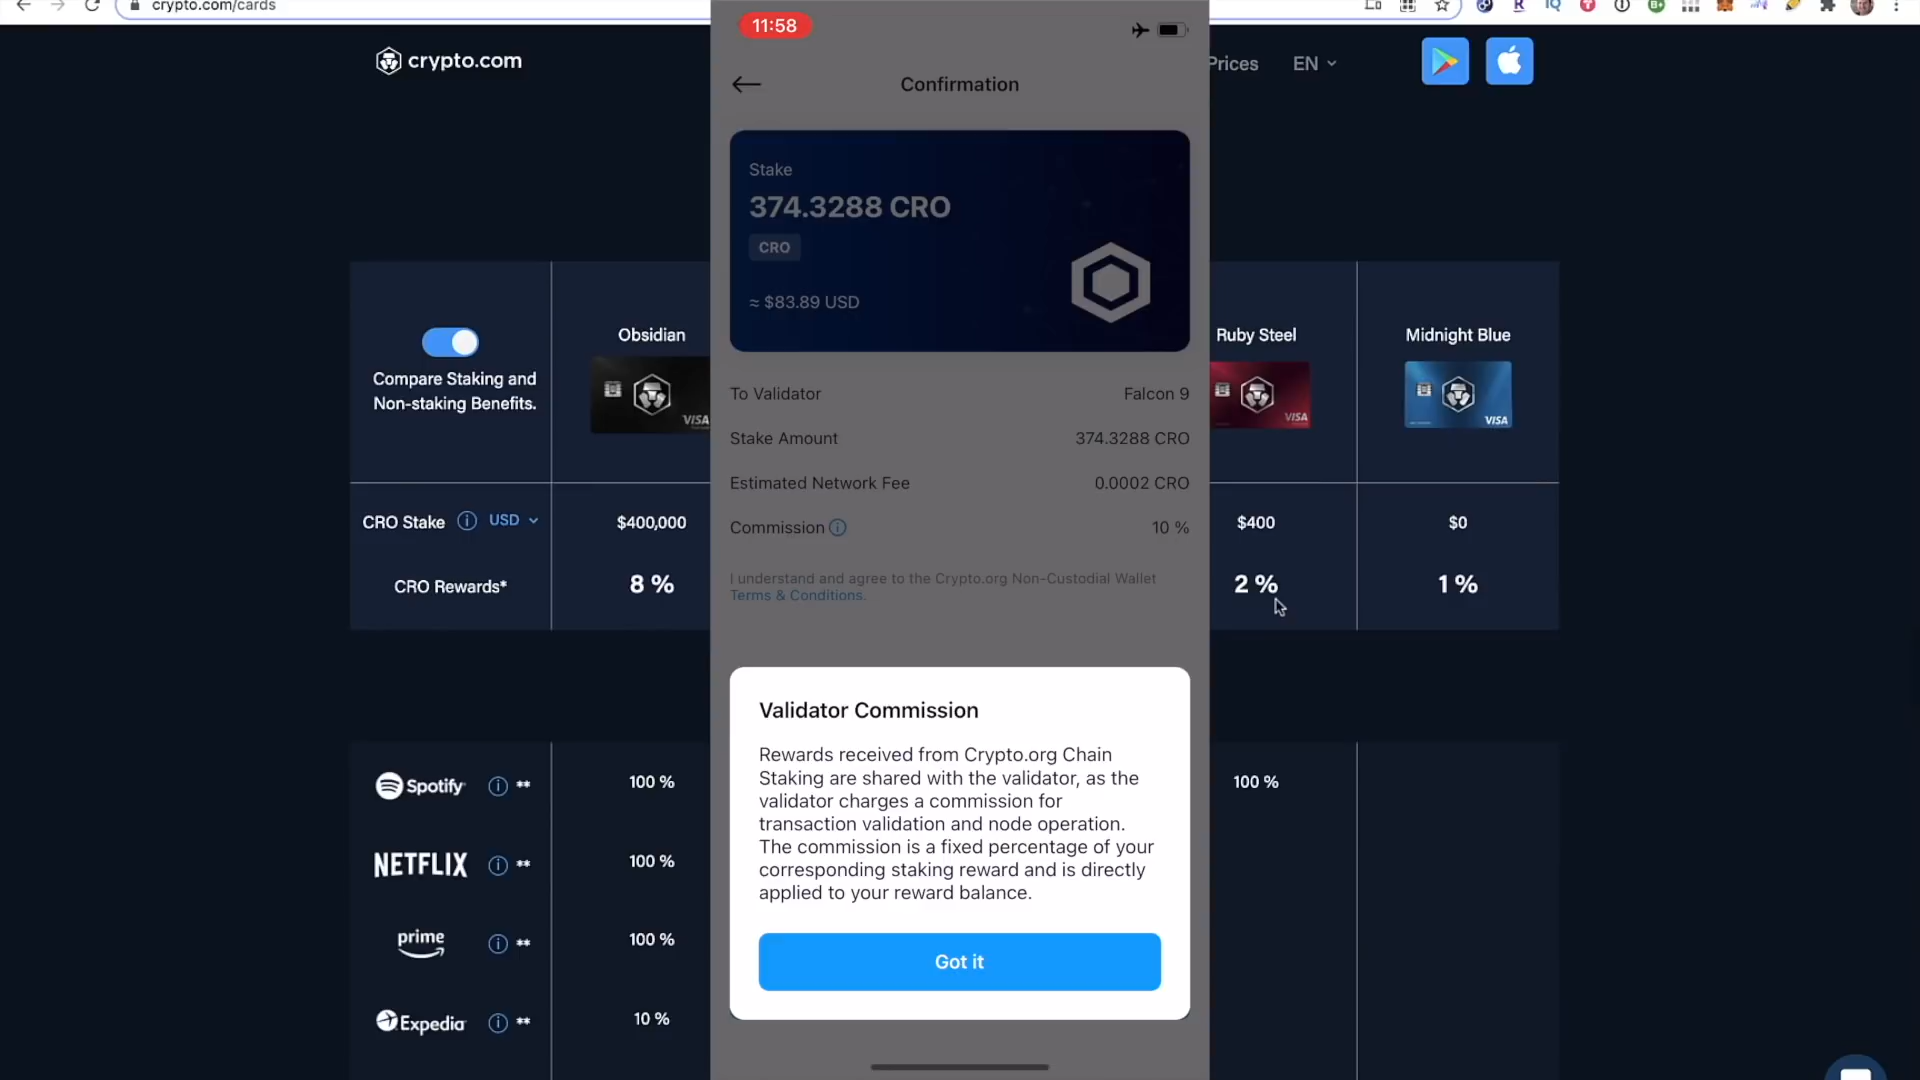 crypto.com/cards
11:58
crypto.com
Prices
EN
Confirmation
Stake
374.3288 CRO
CRO
≈ $83.89 USD
To Validator
Falcon 9
Stake Amount
374.3288 CRO
Estimated Network Fee
0.0002 CRO
Commission
10 %
I understand and agree to the Crypto.org Non-Custodial Wallet
Terms & Conditions.
Compare Staking and
Non-staking Benefits.
Obsidian
VISA
Ruby Steel
VISA
Midnight Blue
VISA
CRO Stake
USD
$400,000
$400
$0
CRO Rewards*
8 %
2 %
1 %
Validator Commission
Rewards received from Crypto.org Chain
Staking are shared with the validator, as the
validator charges a commission for
transaction validation and node operation.
The commission is a fixed percentage of your
corresponding staking reward and is directly
applied to your reward balance.
Got it
Spotify
**
100 %
100 %
NETFLIX
**
100 %
prime
**
100 %
Expedia
**
10 %